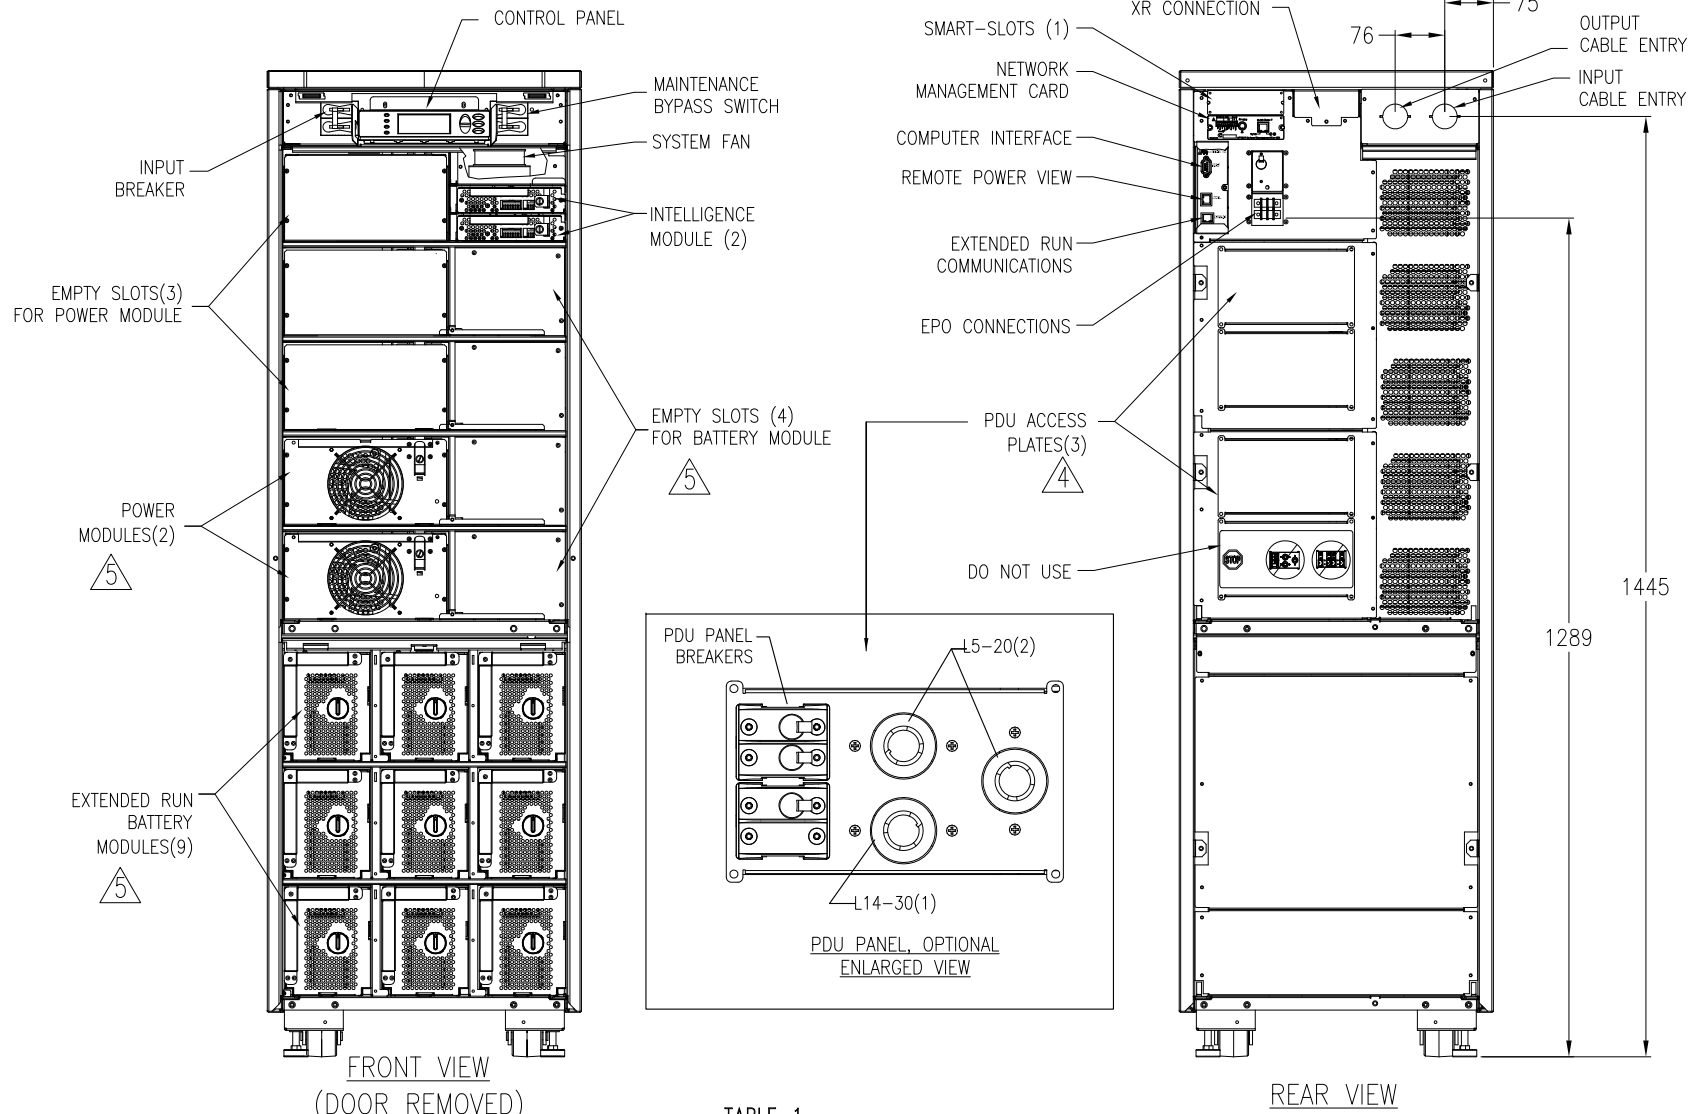 CONTROL PANEL
MAINTENANCE
BYPASS SWITCH
SYSTEM FAN
INPUT
BREAKER
INTELLIGENCE
MODULE (2)
EMPTY SLOTS(3)
FOR POWER MODULE
EMPTY SLOTS (4)
FOR BATTERY MODULE
5
POWER
MODULES(2)
5
EXTENDED RUN
BATTERY
MODULES(9)
5
FRONT VIEW
(DOOR REMOVED)
PDU PANEL
BREAKERS
L5-20(2)
L14-30(1)
PDU PANEL, OPTIONAL
ENLARGED VIEW
TABLE 1
XR CONNECTION
SMART-SLOTS (1)
NETWORK
MANAGEMENT CARD
COMPUTER INTERFACE
REMOTE POWER VIEW
EXTENDED RUN
COMMUNICATIONS
EPO CONNECTIONS
PDU ACCESS
PLATES(3)
4
DO NOT USE
STOP
75
76
OUTPUT
CABLE ENTRY
INPUT
CABLE ENTRY
1445
1289
REAR VIEW